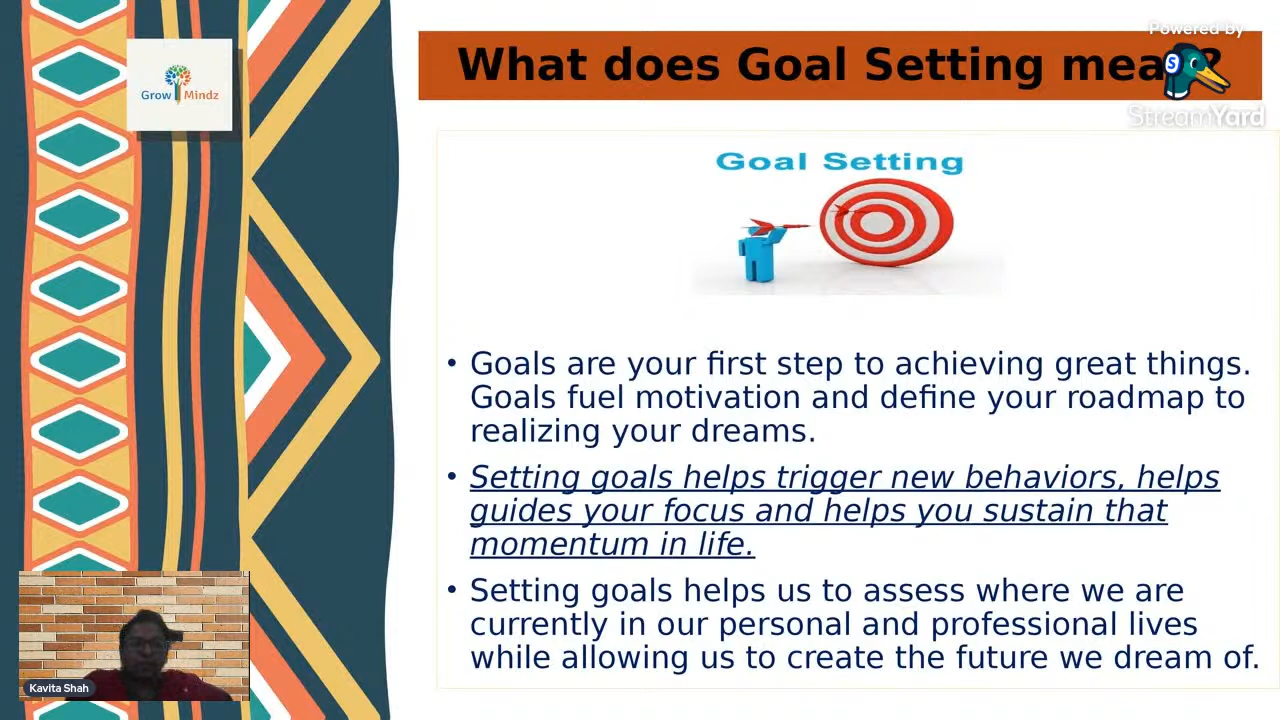 Powered by
What does Goal Setting mea ?
StreamYard
Grow Mindz
Goal Setting
• Goals are your first step to achieving great things.
Goals fuel motivation and define your roadmap to
realizing your dreams.
• Setting goals helps trigger new behaviors, helps
guides your focus and helps you sustain that
momentum in life.
• Setting goals helps us to assess where we are
currently in our personal and professional lives
while allowing us to create the future we dream of.
Kavita Shah